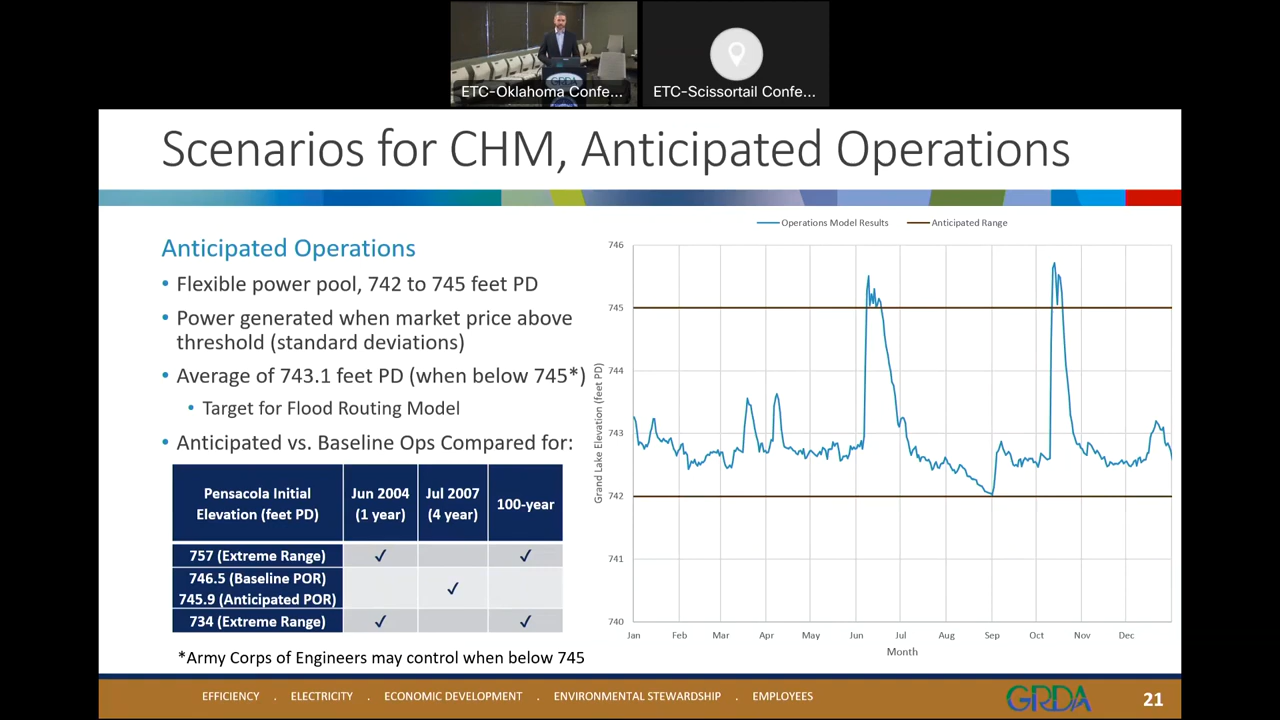 GRDA
ETC-Oklahoma Confe...
ETC-Scissortail Confe...
Scenarios for CHM, Anticipated Operations
Anticipated Operations
• Flexible power pool, 742 to 745 feet PD
• Power generated when market price above
threshold (standard deviations)
• Average of 743.1 feet PD (when below 745*)
• Target for Flood Routing Model
• Anticipated vs. Baseline Ops Compared for:
Pensacola Initial Elevation (feet PD) Jun 2004 (1 year) Jul 2007 (4 year) 100-year
757 (Extreme Range) ✓ ✓
746.5 (Baseline POR)
745.9 (Anticipated POR) ✓
734 (Extreme Range) ✓ ✓
*Army Corps of Engineers may control when below 745
Operations Model Results Anticipated Range
Grand Lake Elevation (feet PD)
746
745
744
743
742
741
740
Jan Feb Mar Apr May Jun Jul Aug Sep Oct Nov Dec
Month
EFFICIENCY . ELECTRICITY . ECONOMIC DEVELOPMENT . ENVIRONMENTAL STEWARDSHIP . EMPLOYEES
GRDA
21